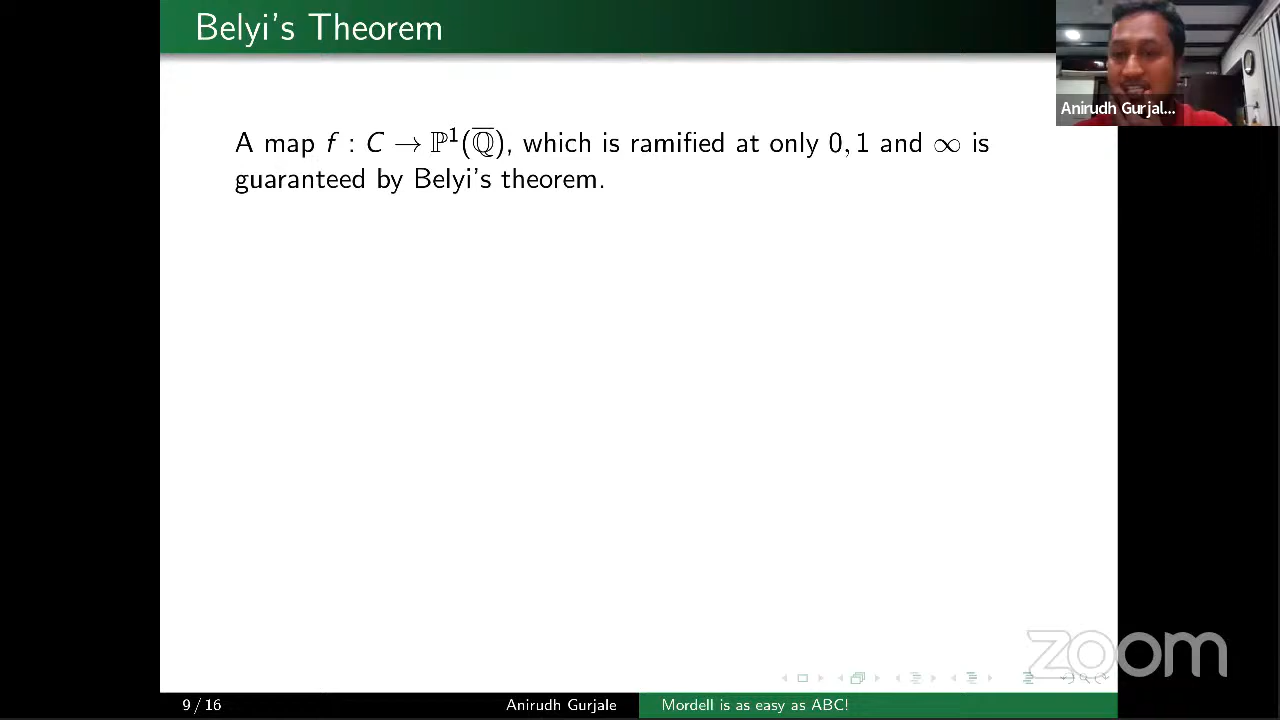 Belyi's Theorem
Anirudh Gurjal...
A map f : C → ℙ¹(ℚ̅), which is ramified at only 0, 1 and ∞ is
guaranteed by Belyi's theorem.
zoom
9 / 16
Anirudh Gurjale
Mordell is as easy as ABC!